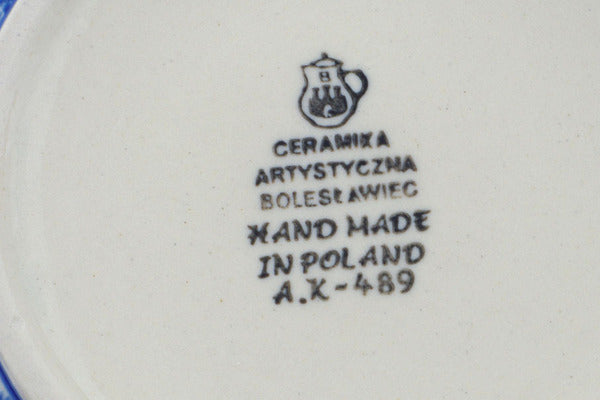 B
CERAMIKA
ARTYSTYCZNA
BOLESŁAWIEC
HAND MADE
IN POLAND
A.K-489